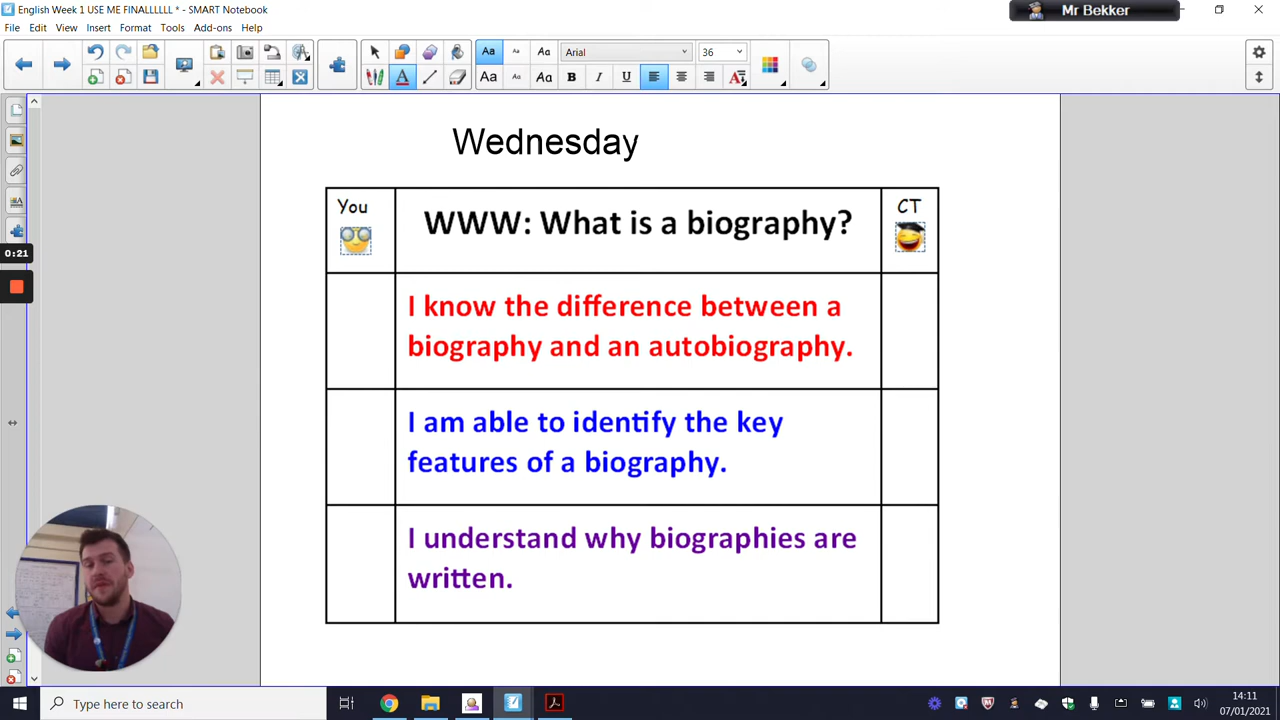 English Week 1 USE ME FINALLLLLL * - SMART Notebook
Mr Bekker
File Edit View Insert Format Tools Add-ons Help
Arial 36
Wednesday
You
WWW: What is a biography?
CT
0:21
I know the difference between a
biography and an autobiography.
I am able to identify the key
features of a biography.
I understand why biographies are
written.
Type here to search
14:11
07/01/2021